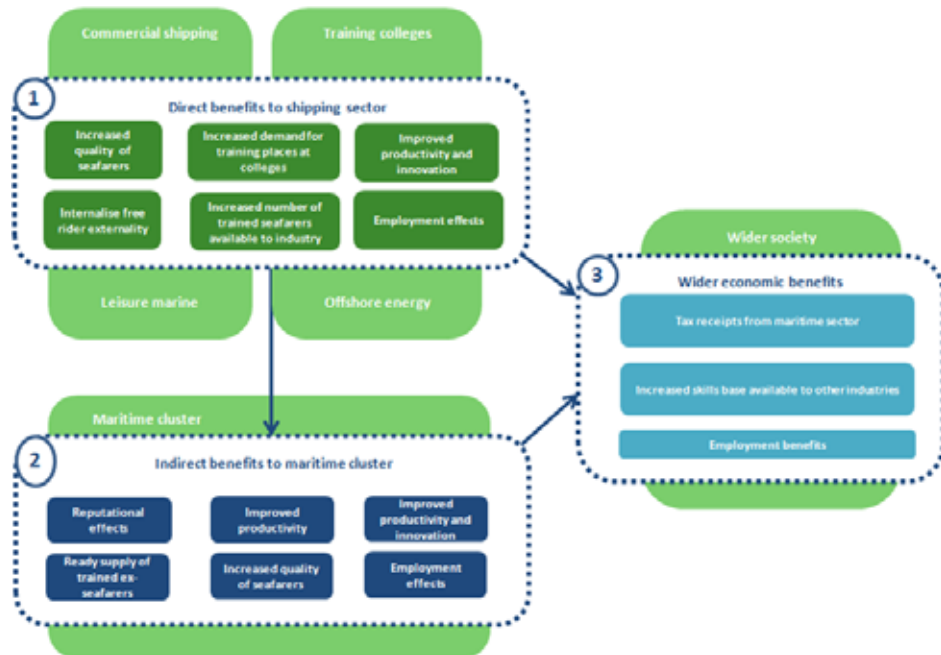 Commercial shipping
Training colleges
1
Direct benefits to shipping sector
Increased
quality of
seafarers
Increased demand for
training places at
colleges
Improved
productivity and
innovation
Internalise free
rider externality
Increased number of
trained seafarers
available to industry
Employment effects
Leisure marine
Offshore energy
Wider society
3
Wider economic benefits
Tax receipts from maritime sector
Increased skills base available to other industries
Employment benefits
Maritime cluster
2
Indirect benefits to maritime cluster
Reputational
effects
Improved
productivity
Improved
productivity and
innovation
Ready supply of
trained ex-
seafarers
Increased quality
of seafarers
Employment
effects